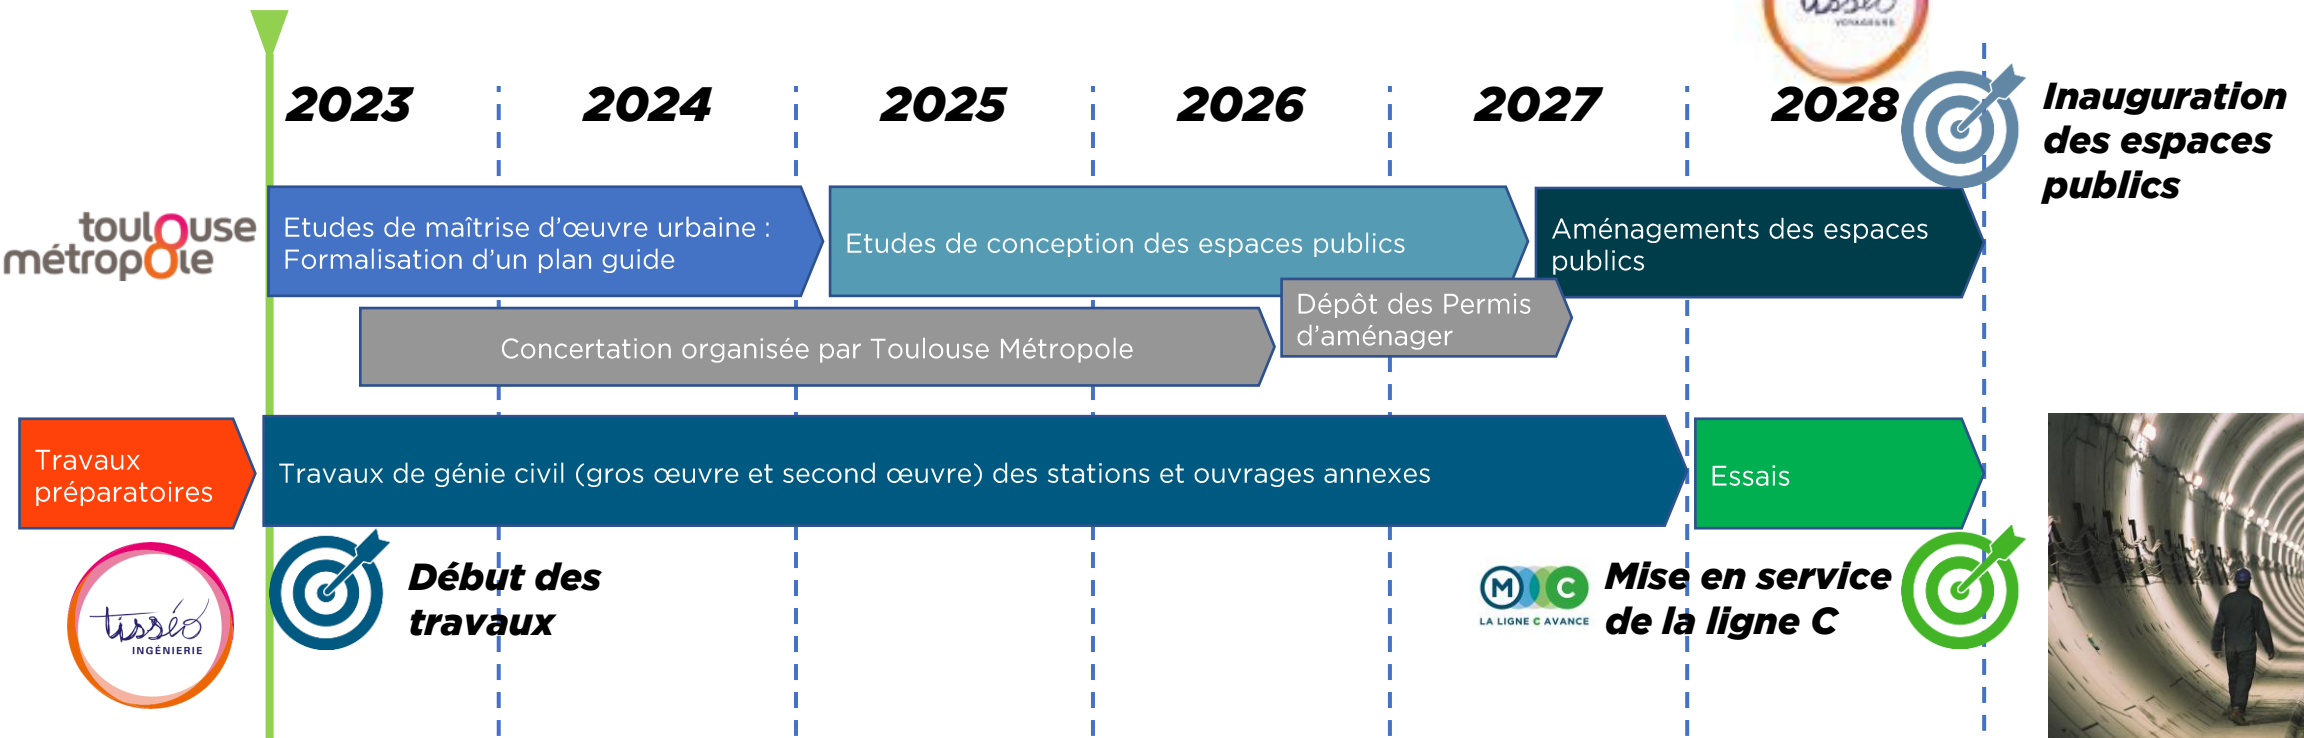 tisséo
VOYAGEURS
2023
2024
2025
2026
2027
2028
Inauguration
des espaces
publics
toulouse
métropole
Etudes de maîtrise d’œuvre urbaine :
Formalisation d’un plan guide
Etudes de conception des espaces publics
Aménagements des espaces
publics
Dépôt des Permis
d’aménager
Concertation organisée par Toulouse Métropole
Travaux
préparatoires
Travaux de génie civil (gros œuvre et second œuvre) des stations et ouvrages annexes
Essais
tisséo
INGÉNIERIE
Début des
travaux
M C
LA LIGNE C AVANCE
Mise en service
de la ligne C